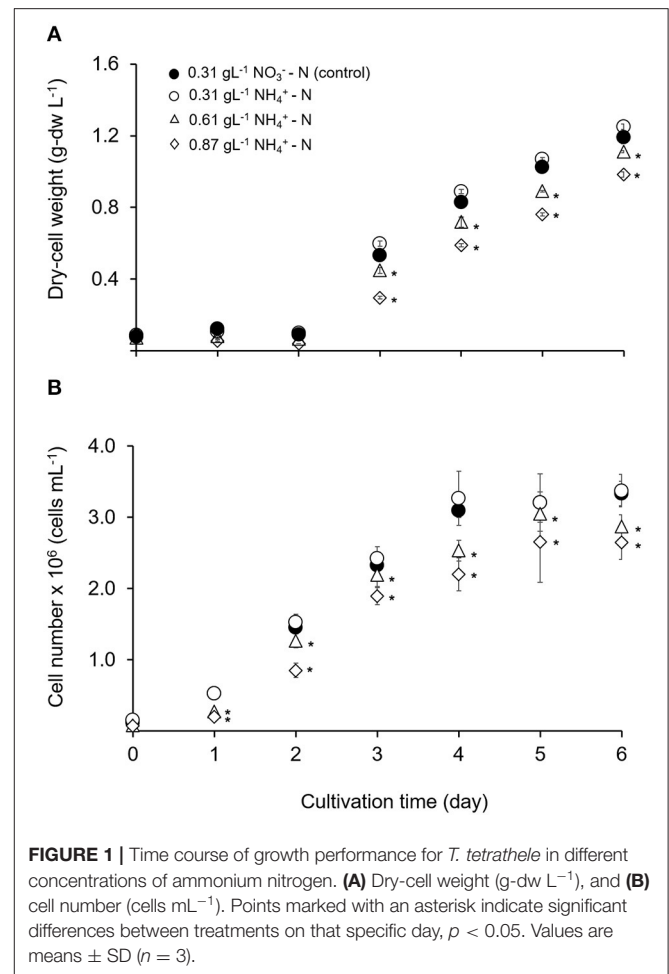 A
1.6
1.2
0.8
0.4
Dry-cell weight (g-dw L⁻¹)
0.31 gL⁻¹ NO₃⁻ - N (control)
0.31 gL⁻¹ NH₄⁺ - N
0.61 gL⁻¹ NH₄⁺ - N
0.87 gL⁻¹ NH₄⁺ - N
* * * * * * * *
B
4.0
3.0
2.0
1.0
Cell number x 10⁶ (cells mL⁻¹)
* * * * * * * * * * * *
0 1 2 3 4 5 6
Cultivation time (day)
FIGURE 1 | Time course of growth performance for T. tetrathele in different
concentrations of ammonium nitrogen. (A) Dry-cell weight (g-dw L⁻¹), and (B)
cell number (cells mL⁻¹). Points marked with an asterisk indicate significant
differences between treatments on that specific day, p < 0.05. Values are
means ± SD (n = 3).